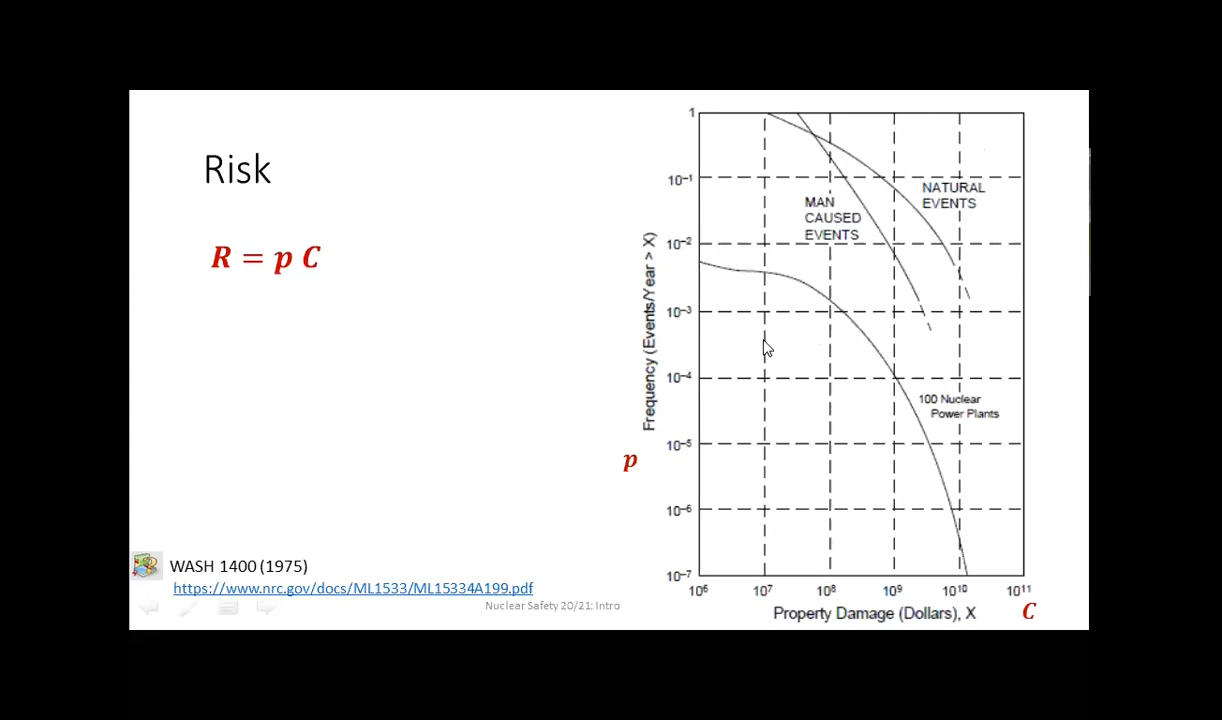 Risk
R = p C
WASH 1400 (1975)
https://www.nrc.gov/docs/ML1533/ML15334A199.pdf
Nuclear Safety 20/21: Intro
Frequency (Events/Year > X)
p
1
10⁻¹
10⁻²
10⁻³
10⁻⁴
10⁻⁵
10⁻⁶
10⁻⁷
NATURAL
EVENTS
MAN
CAUSED
EVENTS
100 Nuclear
Power Plants
10⁶ 10⁷ 10⁸ 10⁹ 10¹⁰ 10¹¹
Property Damage (Dollars), X
C